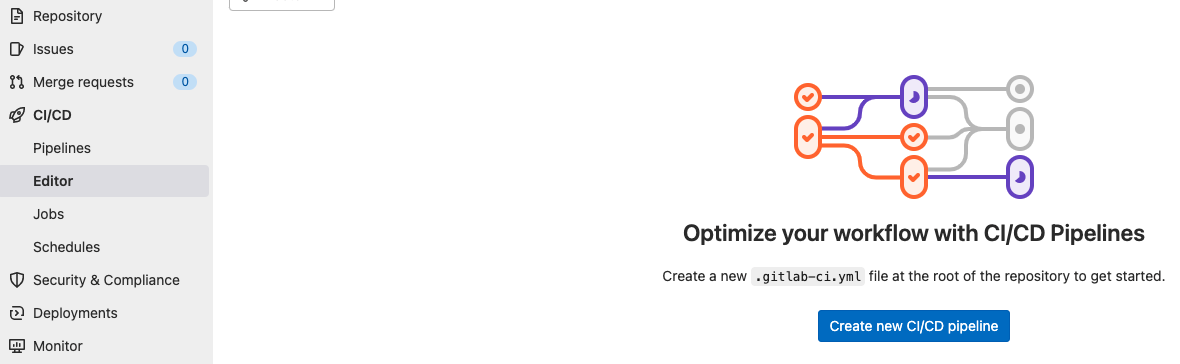 Repository
Issues 0
Merge requests 0
CI/CD
Pipelines
Editor
Jobs
Schedules
Security & Compliance
Deployments
Monitor
Optimize your workflow with CI/CD Pipelines
Create a new .gitlab-ci.yml file at the root of the repository to get started.
Create new CI/CD pipeline